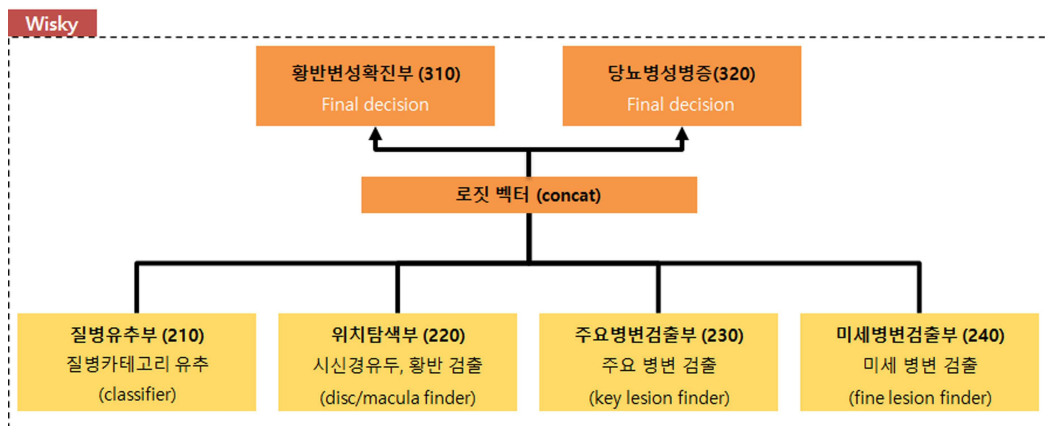 Wisky
황반변성확진부 (310)
Final decision
당뇨병성병증(320)
Final decision
로짓 벡터 (concat)
질병유추부 (210)
질병카테고리 유추
(classifier)
위치탐색부 (220)
시신경유두, 황반 검출
(disc/macula finder)
주요병변검출부 (230)
주요 병변 검출
(key lesion finder)
미세병변검출부 (240)
미세 병변 검출
(fine lesion finder)